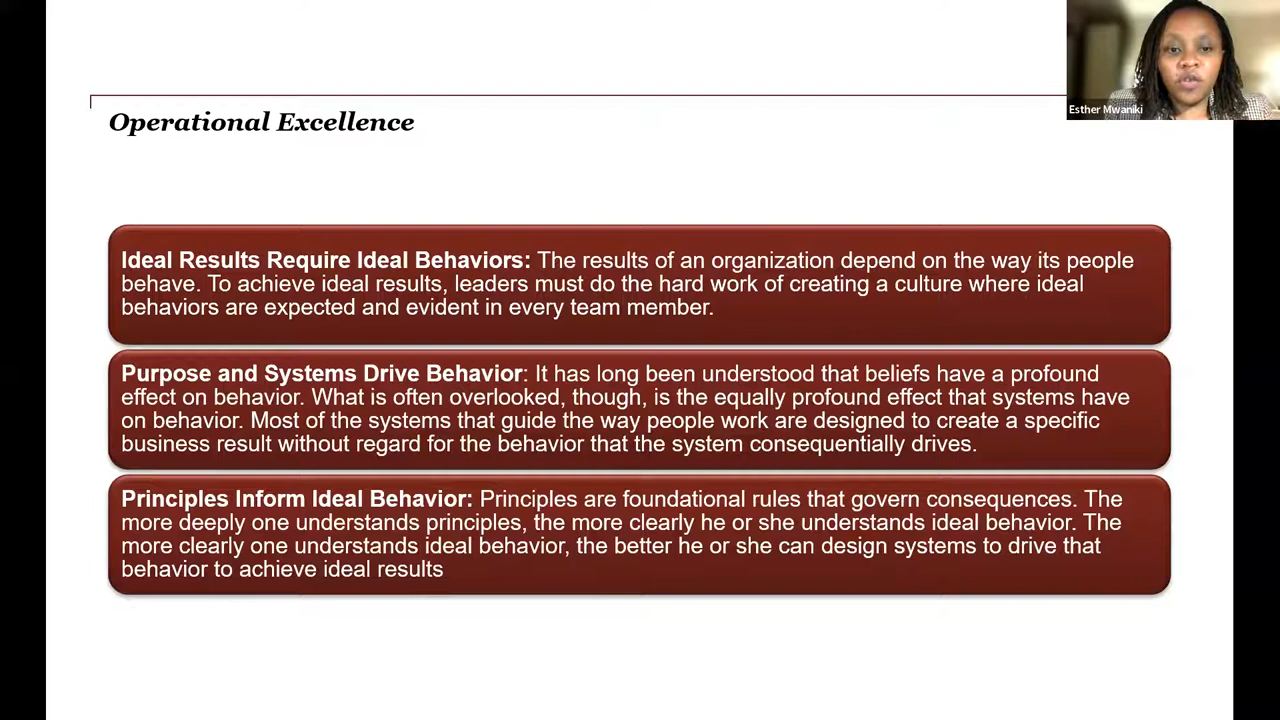 Esther Mwaniki
Operational Excellence
Ideal Results Require Ideal Behaviors: The results of an organization depend on the way its people
behave. To achieve ideal results, leaders must do the hard work of creating a culture where ideal
behaviors are expected and evident in every team member.
Purpose and Systems Drive Behavior: It has long been understood that beliefs have a profound
effect on behavior. What is often overlooked, though, is the equally profound effect that systems have
on behavior. Most of the systems that guide the way people work are designed to create a specific
business result without regard for the behavior that the system consequentially drives.
Principles Inform Ideal Behavior: Principles are foundational rules that govern consequences. The
more deeply one understands principles, the more clearly he or she understands ideal behavior. The
more clearly one understands ideal behavior, the better he or she can design systems to drive that
behavior to achieve ideal results